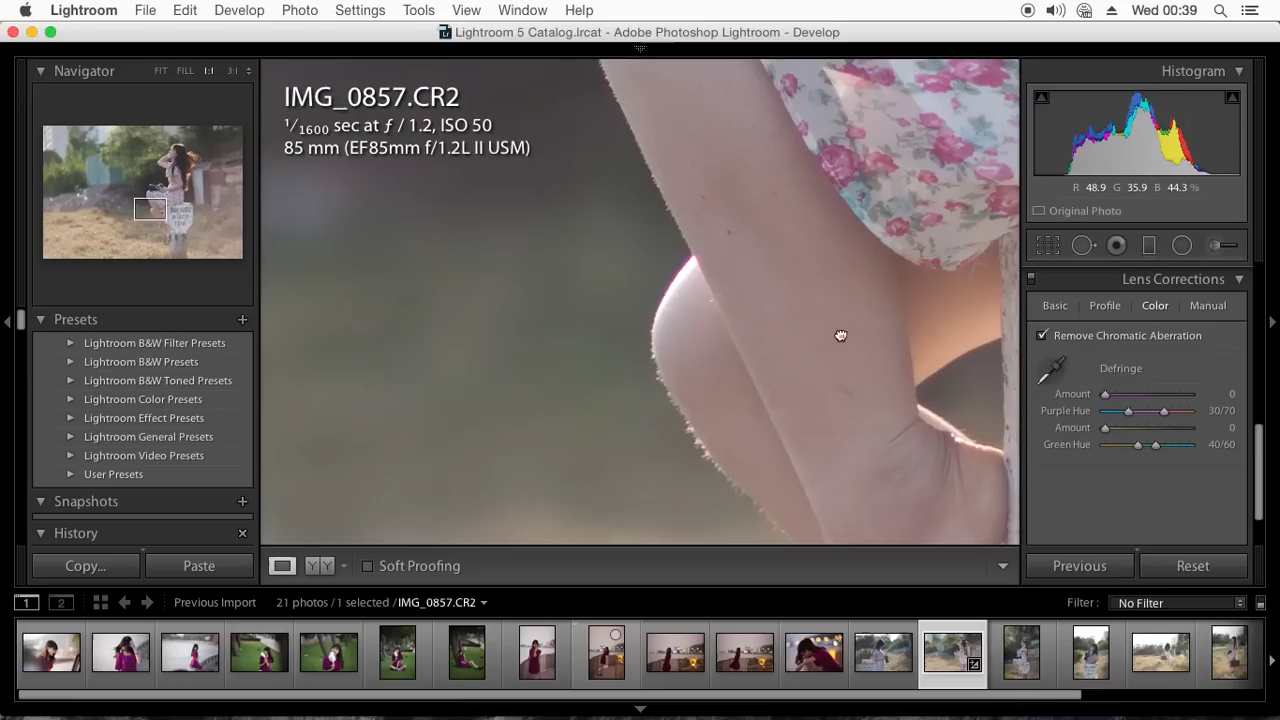 Lightroom File Edit Develop Photo Settings Tools View Window Help Wed 00:39
Lr Lightroom 5 Catalog.lrcat - Adobe Photoshop Lightroom - Develop
Navigator FIT FILL 1:1 3:1
Presets
Lightroom B&W Filter Presets
Lightroom B&W Presets
Lightroom B&W Toned Presets
Lightroom Color Presets
Lightroom Effect Presets
Lightroom General Presets
Lightroom Video Presets
User Presets
Snapshots
History
Copy... Paste
IMG_0857.CR2
1/1600 sec at ƒ / 1.2, ISO 50
85 mm (EF85mm f/1.2L II USM)
Y Y Soft Proofing
Histogram
R 48.9 G 35.9 B 44.3 %
Original Photo
Lens Corrections
Basic Profile Color Manual
Remove Chromatic Aberration
Defringe
Amount 0
Purple Hue 30/70
Amount 0
Green Hue 40/60
Previous Reset
1 2 Previous Import 21 photos / 1 selected / IMG_0857.CR2 Filter : No Filter